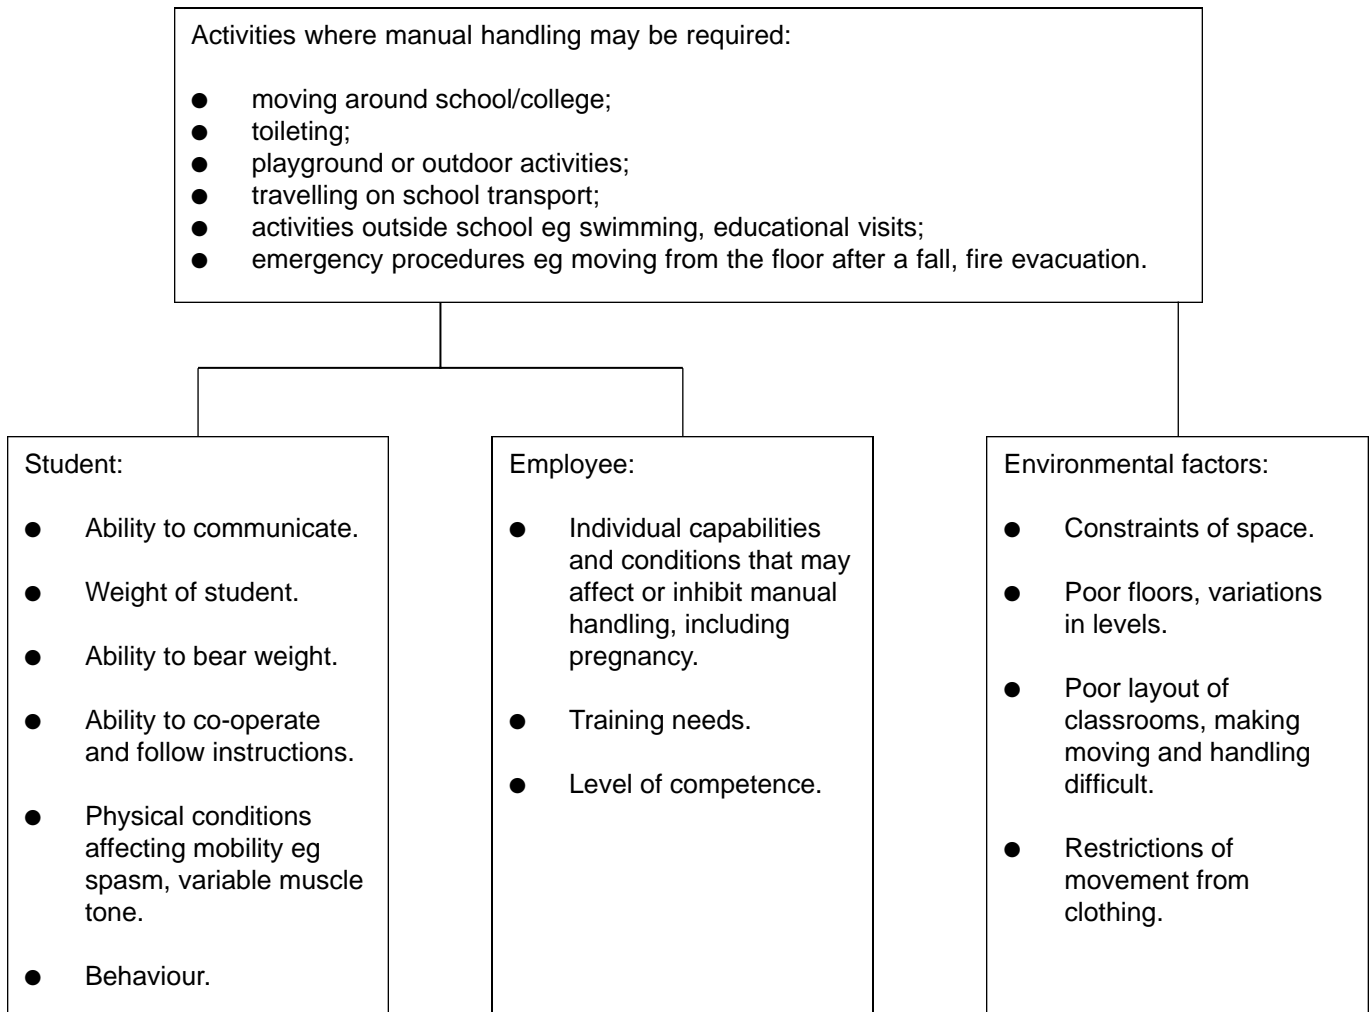 Activities where manual handling may be required:
● moving around school/college;
● toileting;
● playground or outdoor activities;
● travelling on school transport;
● activities outside school eg swimming, educational visits;
● emergency procedures eg moving from the floor after a fall, fire evacuation.
Student:
● Ability to communicate.
● Weight of student.
● Ability to bear weight.
● Ability to co-operate
and follow instructions.
● Physical conditions
affecting mobility eg
spasm, variable muscle
tone.
● Behaviour.
Employee:
● Individual capabilities
and conditions that may
affect or inhibit manual
handling, including
pregnancy.
● Training needs.
● Level of competence.
Environmental factors:
● Constraints of space.
● Poor floors, variations
in levels.
● Poor layout of
classrooms, making
moving and handling
difficult.
● Restrictions of
movement from
clothing.